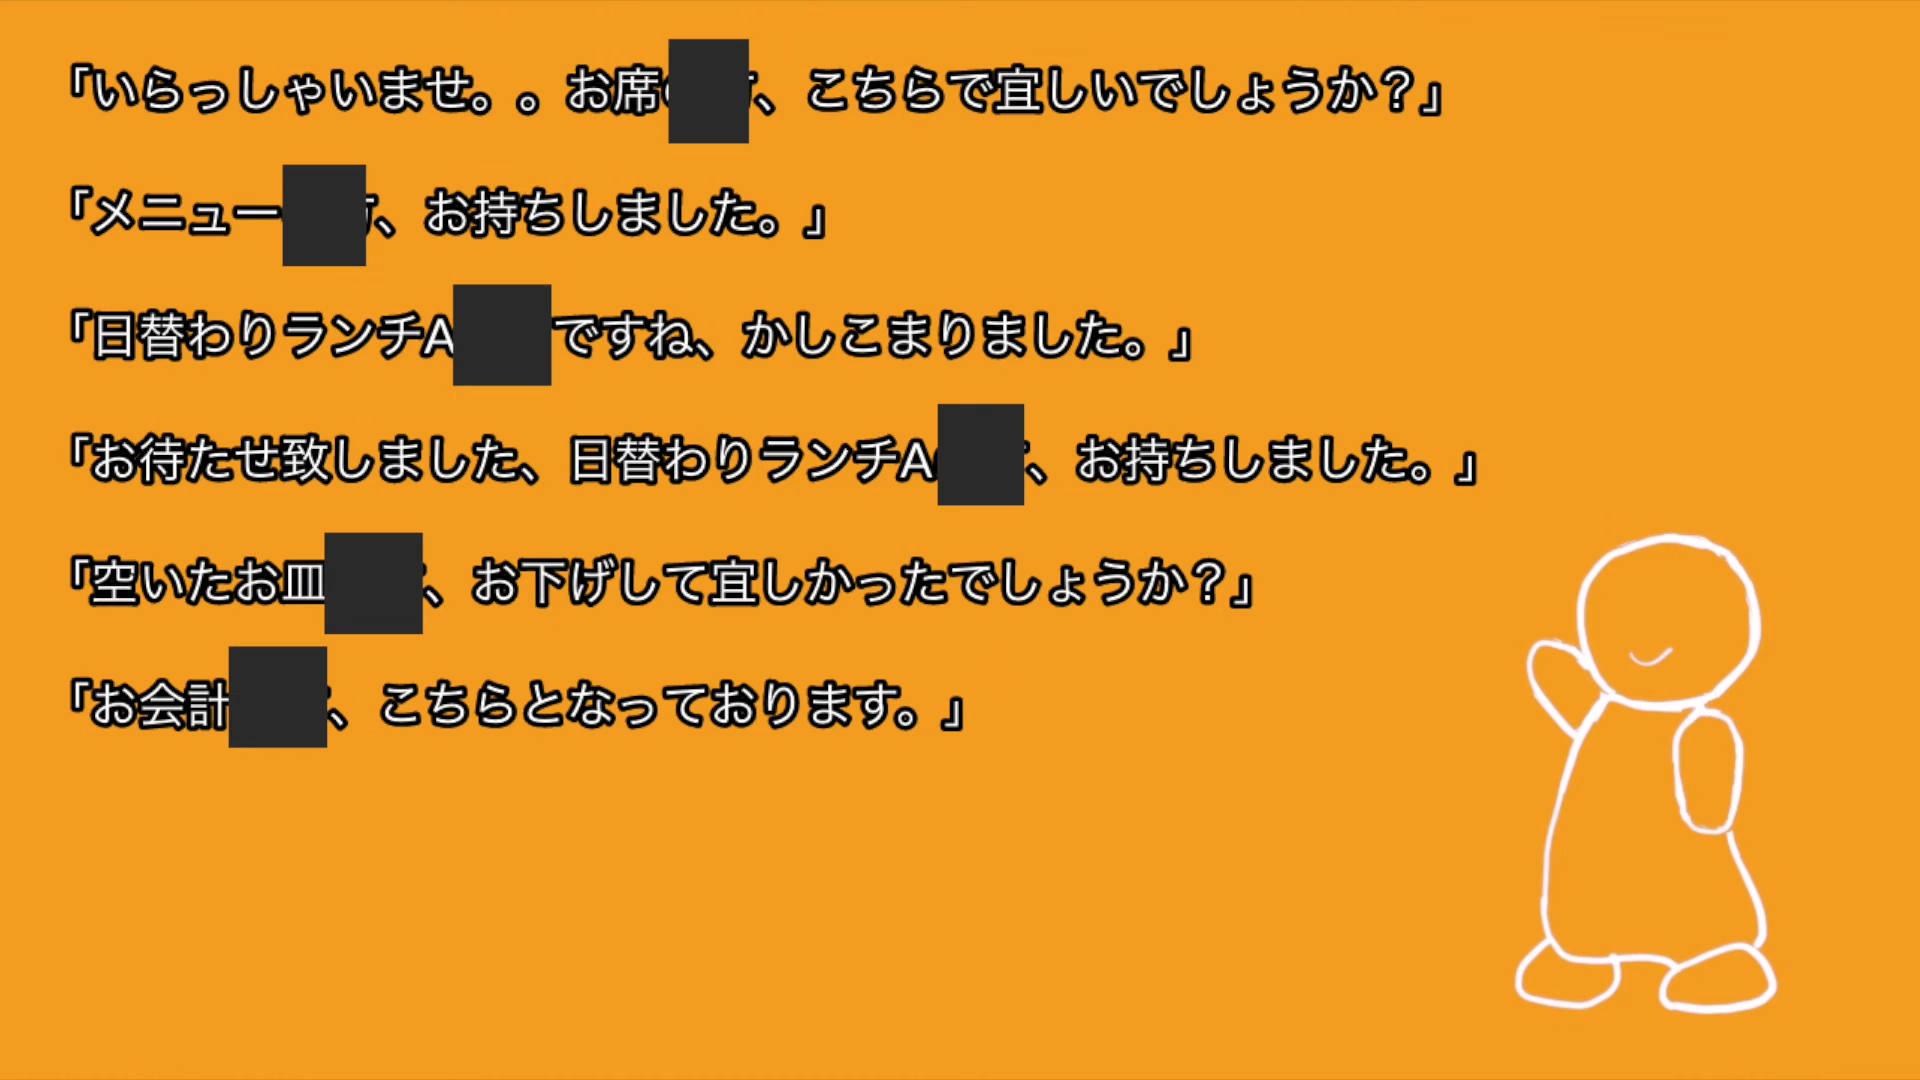 「いらっしゃいませ。。お席、こちらで宜しいでしょうか？」
「メニュー、お持ちしました。」
「日替わりランチAですね、かしこまりました。」
「お待たせ致しました、日替わりランチA、お持ちしました。」
「空いたお皿、お下げして宜しかったでしょうか？」
「お会計、こちらとなっております。」